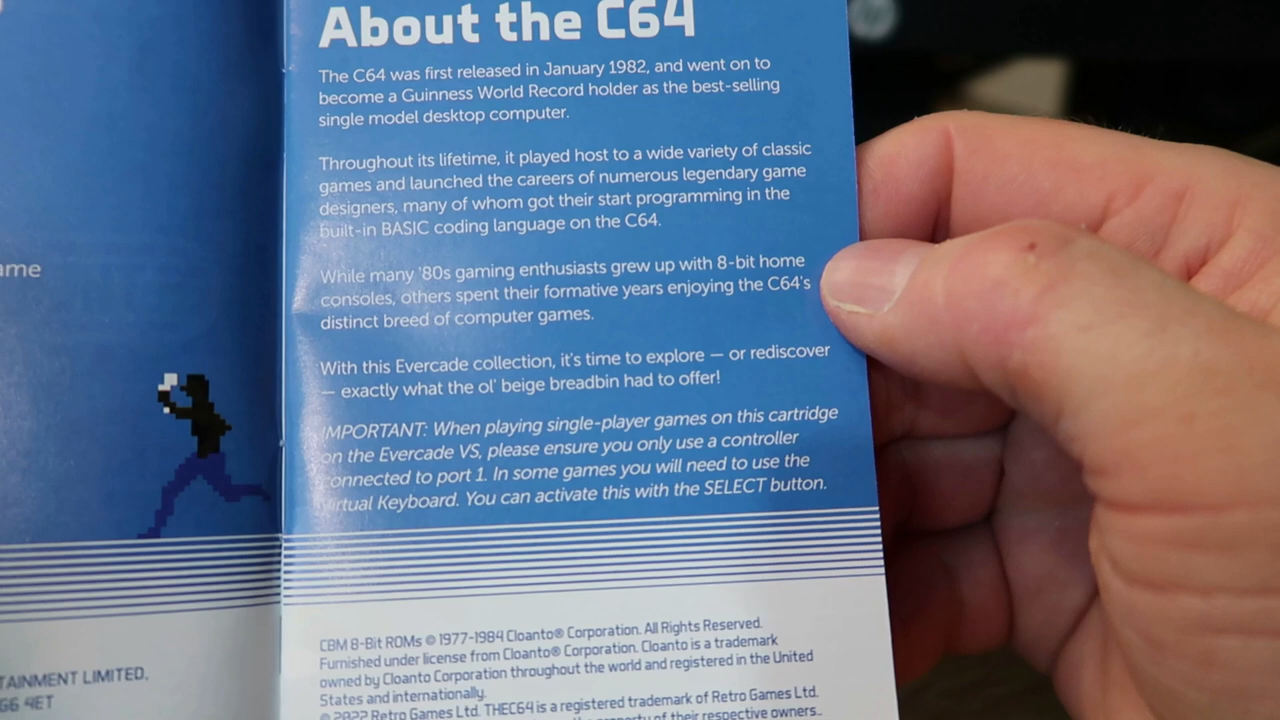 About the C64
The C64 was first released in January 1982, and went on to
become a Guinness World Record holder as the best-selling
single model desktop computer.
Throughout its lifetime, it played host to a wide variety of classic
games and launched the careers of numerous legendary game
designers, many of whom got their start programming in the
built-in BASIC coding language on the C64.
While many '80s gaming enthusiasts grew up with 8-bit home
consoles, others spent their formative years enjoying the C64's
distinct breed of computer games.
With this Evercade collection, it's time to explore — or rediscover
— exactly what the ol' beige breadbin had to offer!
IMPORTANT: When playing single-player games on this cartridge
on the Evercade VS, please ensure you only use a controller
connected to port 1. In some games you will need to use the
Virtual Keyboard. You can activate this with the SELECT button.
CBM 8-Bit ROMs © 1977-1984 Cloanto® Corporation. All Rights Reserved.
Furnished under license from Cloanto® Corporation. Cloanto is a trademark
owned by Cloanto Corporation throughout the world and registered in the United
States and internationally.
© 2022 Retro Games Ltd. THEC64 is a registered trademark of Retro Games Ltd.
property of their respective owners.
ame
TAINMENT LIMITED,
G6 4ET